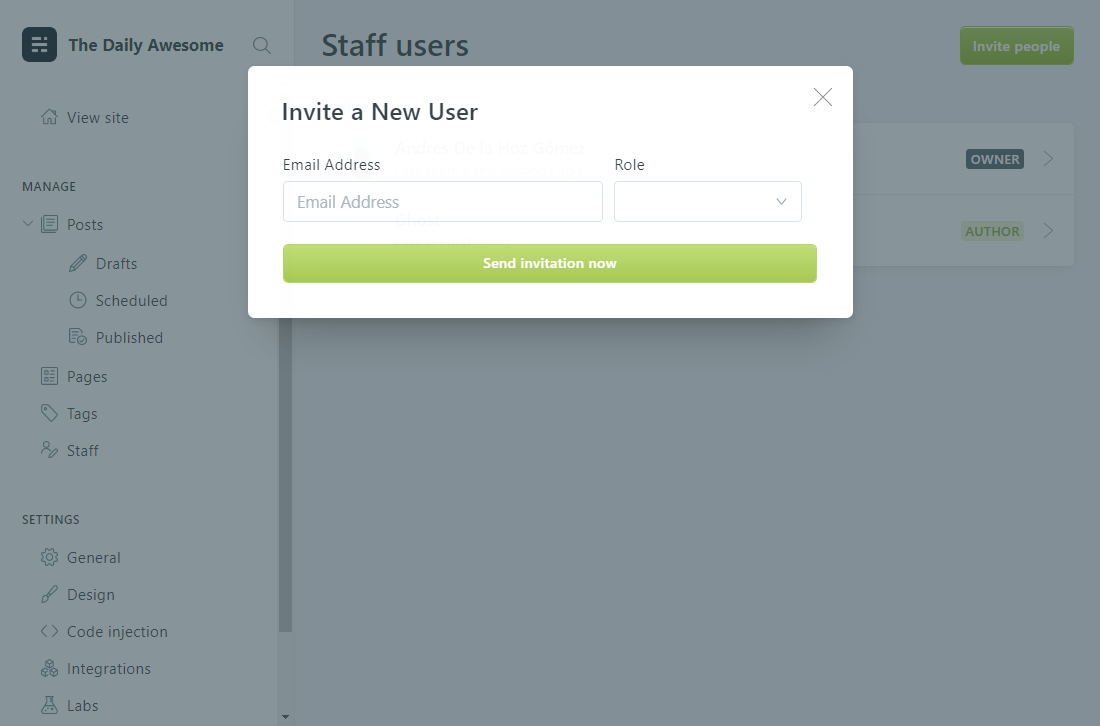 The Daily Awesome
Staff users
Invite people
View site
MANAGE
Posts
Drafts
Scheduled
Published
Pages
Tags
Staff
SETTINGS
General
Design
Code injection
Integrations
Labs
Invite a New User
Andres De la Hoz Gomez
Email Address
Role
Email Address
Ghost
Send invitation now
OWNER
AUTHOR